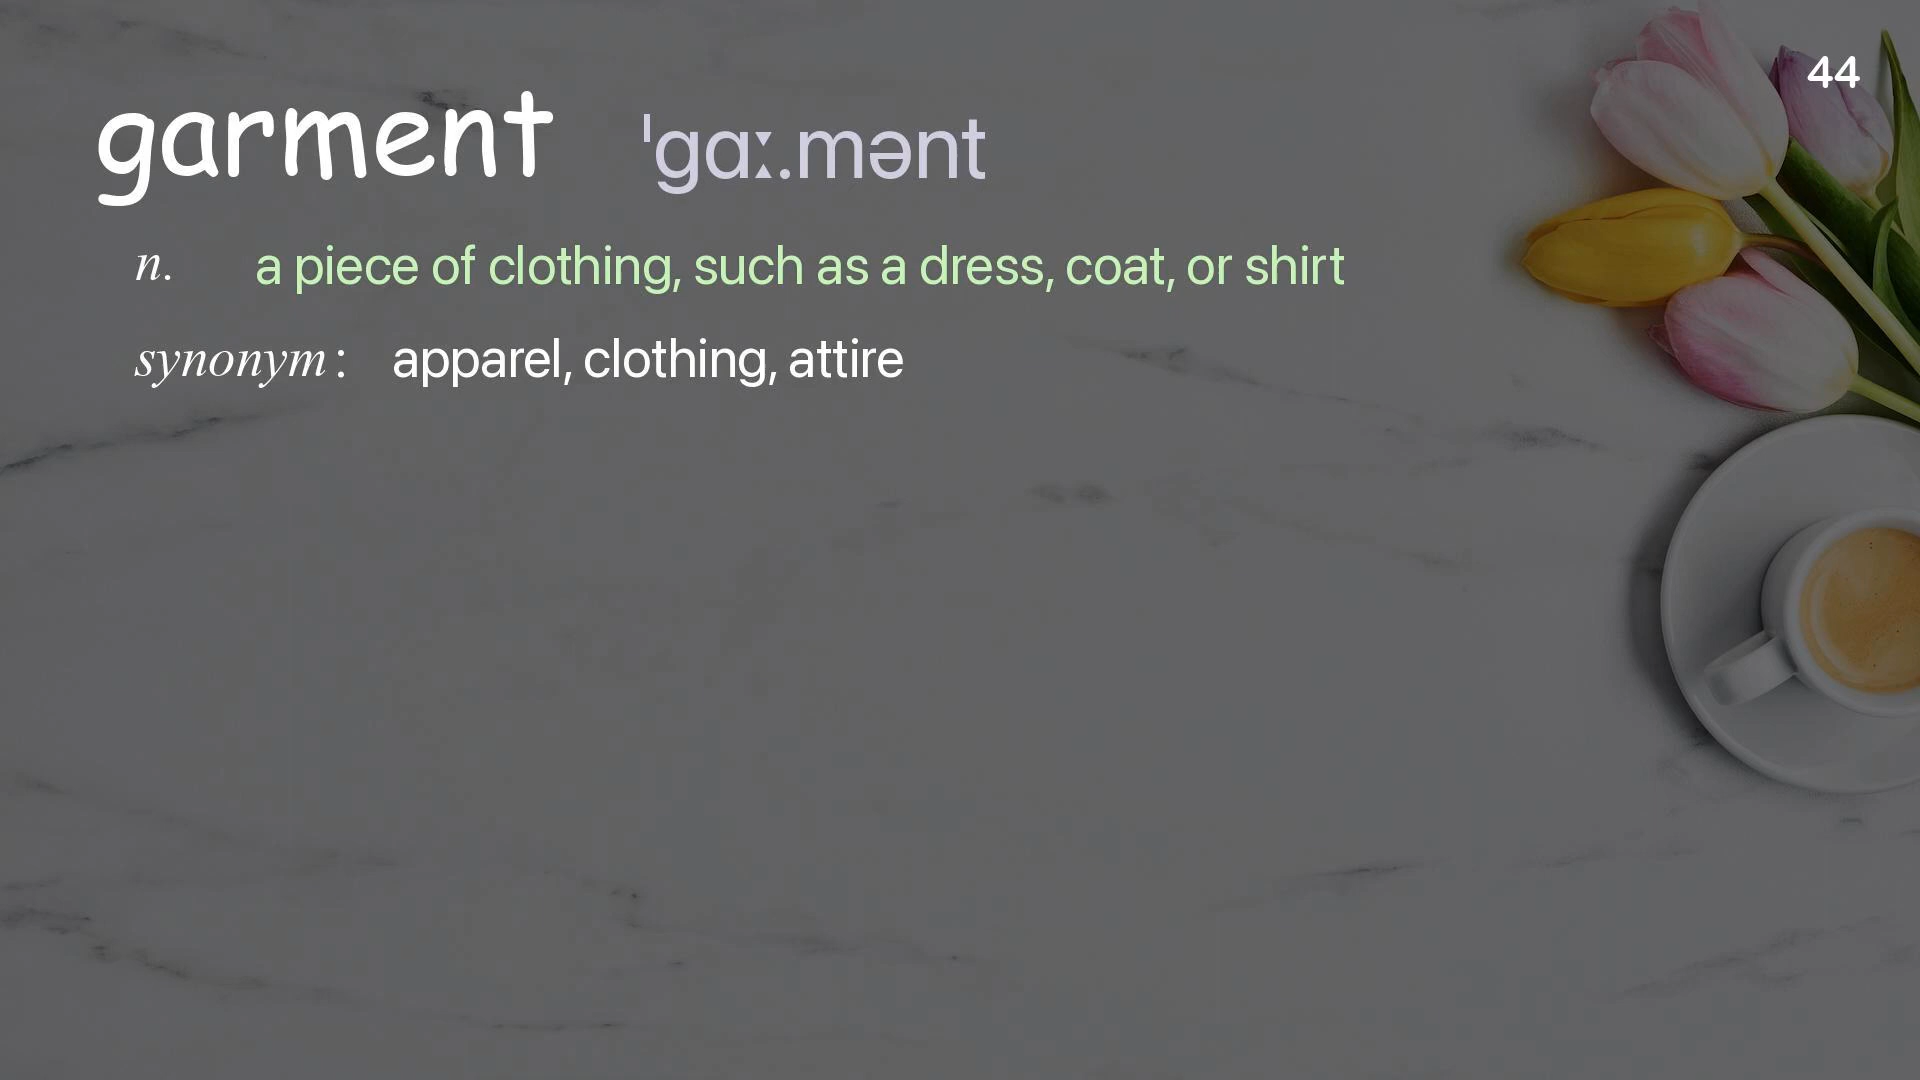 44
garment ˈɡɑː.mənt
n. a piece of clothing, such as a dress, coat, or shirt
synonym: apparel, clothing, attire